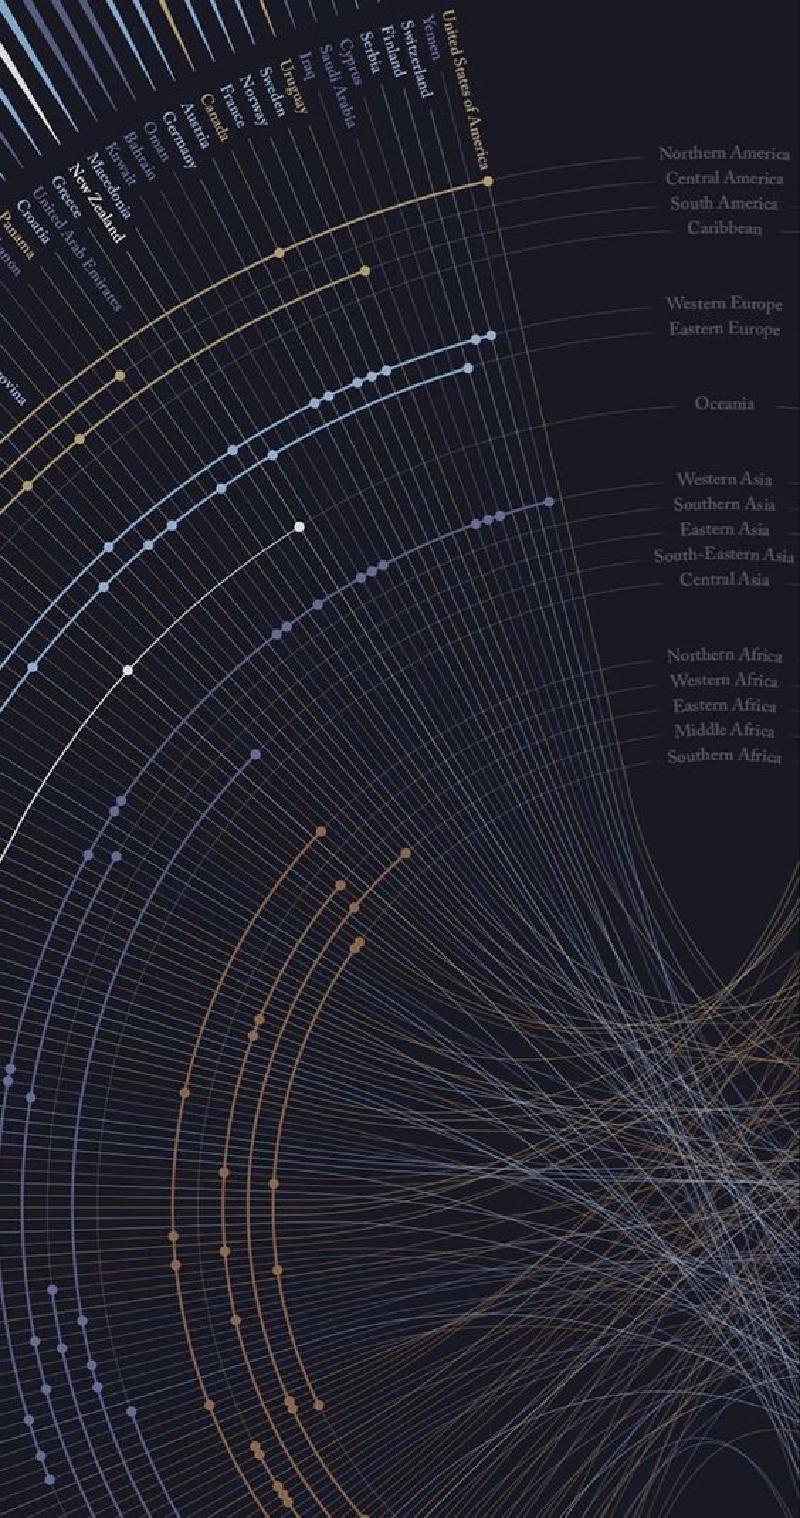 United States of America
Yemen
Switzerland
Finland
Serbia
Cyprus
Saudi Arabia
Iraq
Uruguay
Sweden
Norway
France
Canada
Austria
Germany
Oman
Bahrain
Kuwait
Macedonia
New Zealand
Greece
United Arab Emirates
Croatia
Panama
Northern America
Central America
South America
Caribbean
Western Europe
Eastern Europe
Oceania
Western Asia
Southern Asia
Eastern Asia
South-Eastern Asia
Central Asia
Northern Africa
Western Africa
Eastern Africa
Middle Africa
Southern Africa